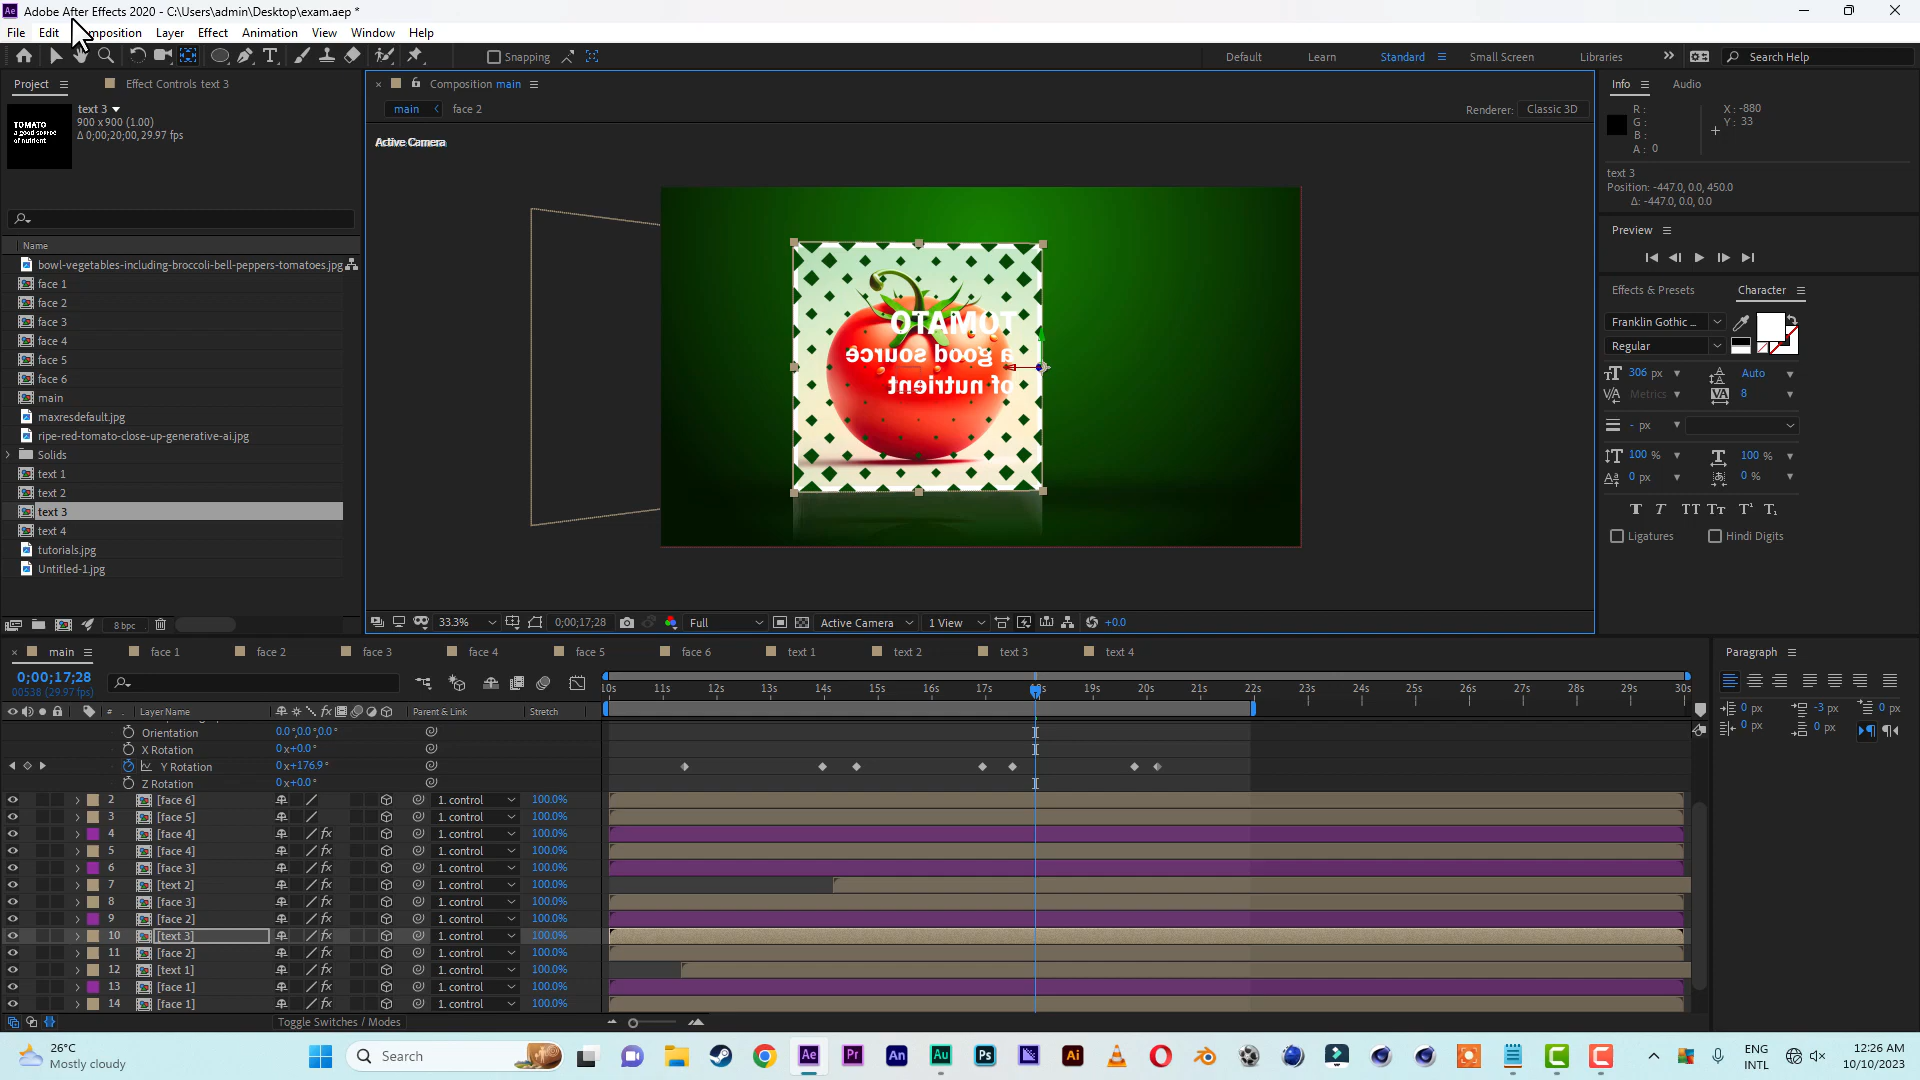 Adobe After Effects 2020 - C:\Users\admin\Desktop\exam.aep *
File Edit Composition Layer Effect Animation View Window Help
Snapping
Default Learn Standard Small Screen Libraries Search Help
Project Effect Controls text 3
Composition main
Info Audio
text 3
900 x 900 (1.00)
Δ 0;00;20;00, 29.97 fps
TOMATO
a good source
of nutrient
main face 2
Renderer: Classic 3D
Active Camera
R :
G :
B :
A : 0
X : -880
Y : 33
text 3
Position: -447.0, 0.0, 450.0
Δ: -447.0, 0.0, 0.0
Preview
Effects & Presets Character
Name
bowl-vegetables-including-broccoli-bell-peppers-tomatoes.jpg
face 1
face 2
face 3
face 4
face 5
face 6
main
maxresdefault.jpg
ripe-red-tomato-close-up-generative-ai.jpg
Solids
text 1
text 2
text 3
text 4
tutorials.jpg
Untitled-1.jpg
TOMATO
a good source
of nutrient
Franklin Gothic ...
Regular
306 px Auto
Metrics 8
- px
100 % 100 %
0 px 0 %
Ligatures Hindi Digits
8 bpc
33.3% 0;00;17;28 Full Active Camera 1 View +0.0
main face 1 face 2 face 3 face 4 face 5 face 6 text 1 text 2 text 3 text 4
0;00;17;28
00538 (29.97 fps)
10s 11s 12s 13s 14s 15s 16s 17s 18s 19s 20s 21s 22s 23s 24s 25s 26s 27s 28s 29s 30s
# Layer Name Parent & Link Stretch
Orientation 0.0°,0.0°,0.0°
X Rotation 0 x+0.0°
Y Rotation 0 x+176.9°
Z Rotation 0 x+0.0°
2 [face 6] 1. control 100.0%
3 [face 5] 1. control 100.0%
4 [face 4] 1. control 100.0%
5 [face 4] 1. control 100.0%
6 [face 3] 1. control 100.0%
7 [text 2] 1. control 100.0%
8 [face 3] 1. control 100.0%
9 [face 2] 1. control 100.0%
10 [text 3] 1. control 100.0%
11 [face 2] 1. control 100.0%
12 [text 1] 1. control 100.0%
13 [face 1] 1. control 100.0%
14 [face 1] 1. control 100.0%
Toggle Switches / Modes
Paragraph
0 px -3 px 0 px
0 px 0 px
26°C
Mostly cloudy
Search
ENG
INTL
12:26 AM
10/10/2023